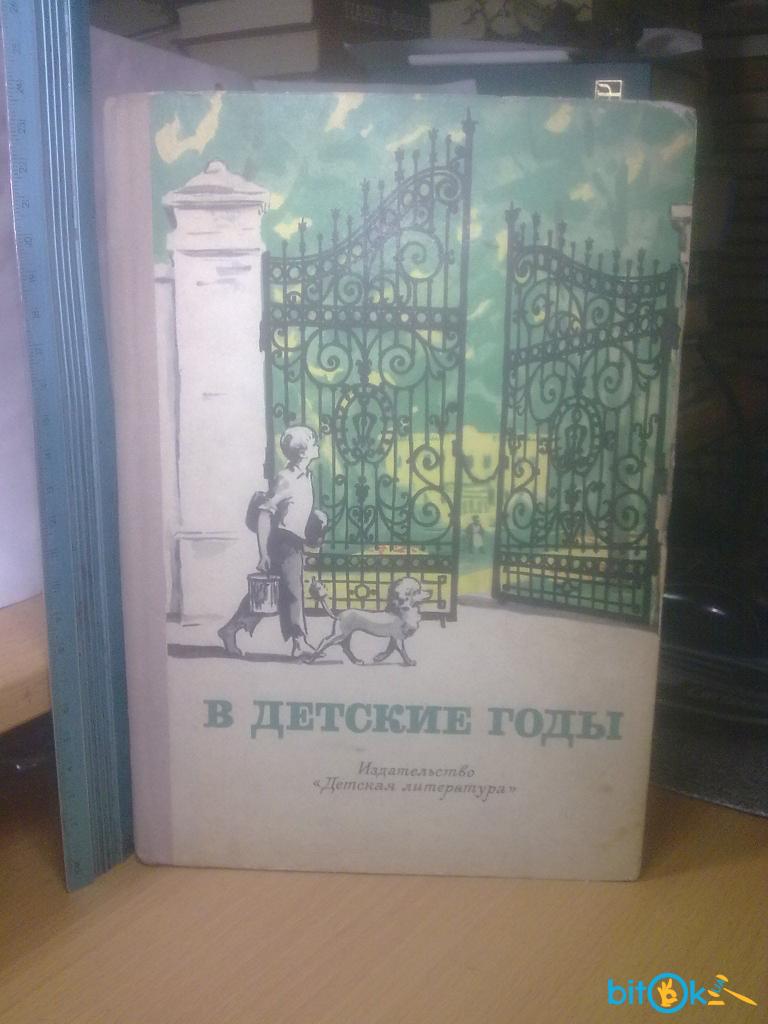 В ДЕТСКИЕ ГОДЫ
Издательство
«Детская литература»
bitOk